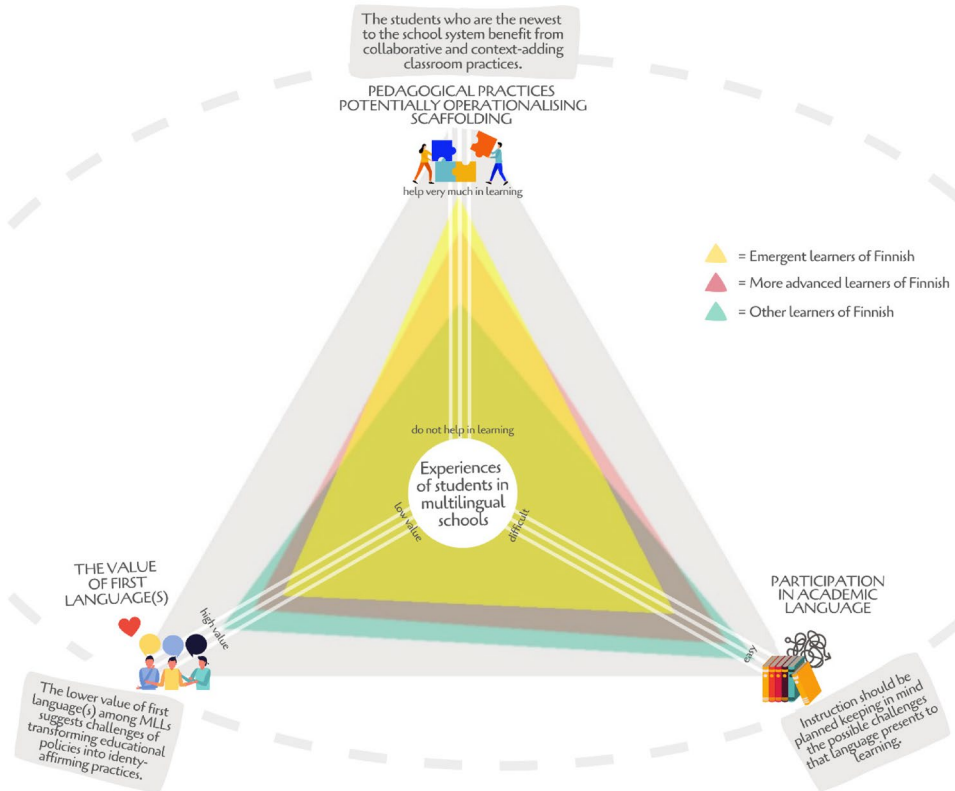 The students who are the newest
to the school system benefit from
collaborative and context-adding
classroom practices.
PEDAGOGICAL PRACTICES
POTENTIALLY OPERATIONALISING
SCAFFOLDING
help very much in learning
= Emergent learners of Finnish
= More advanced learners of Finnish
= Other learners of Finnish
do not help in learning
Experiences
of students in
multilingual
schools
low value
difficult
THE VALUE
OF FIRST
LANGUAGE(S)
high value
PARTICIPATION
IN ACADEMIC
LANGUAGE
easy
The lower value of first
language(s) among MLLs
suggests challenges of
transforming educational
policies into identy-
affirming practices.
Instruction should be
planned keeping in mind
the possible challenges
that language presents to
learning.